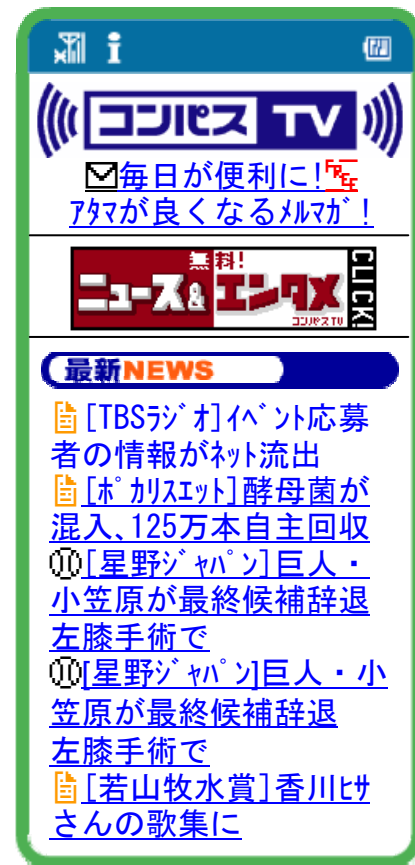 コンパス TV
毎日が便利に!FREE
ｱﾀﾏが良くなるﾒﾙﾏｶﾞ!
無料!
ニュース&エンタメ
CLICK!
コンパスTV
最新NEWS
[TBSﾗｼﾞｵ]ｲﾍﾞﾝﾄ応募
者の情報がﾈｯﾄ流出
[ﾎﾟｶﾘｽｴｯﾄ]酵母菌が
混入､125万本自主回収
[星野ｼﾞｬﾊﾟﾝ]巨人・
小笠原が最終候補辞退
左膝手術で
[星野ｼﾞｬﾊﾟﾝ]巨人・小
笠原が最終候補辞退
左膝手術で
[若山牧水賞]香川ﾋｻ
さんの歌集に